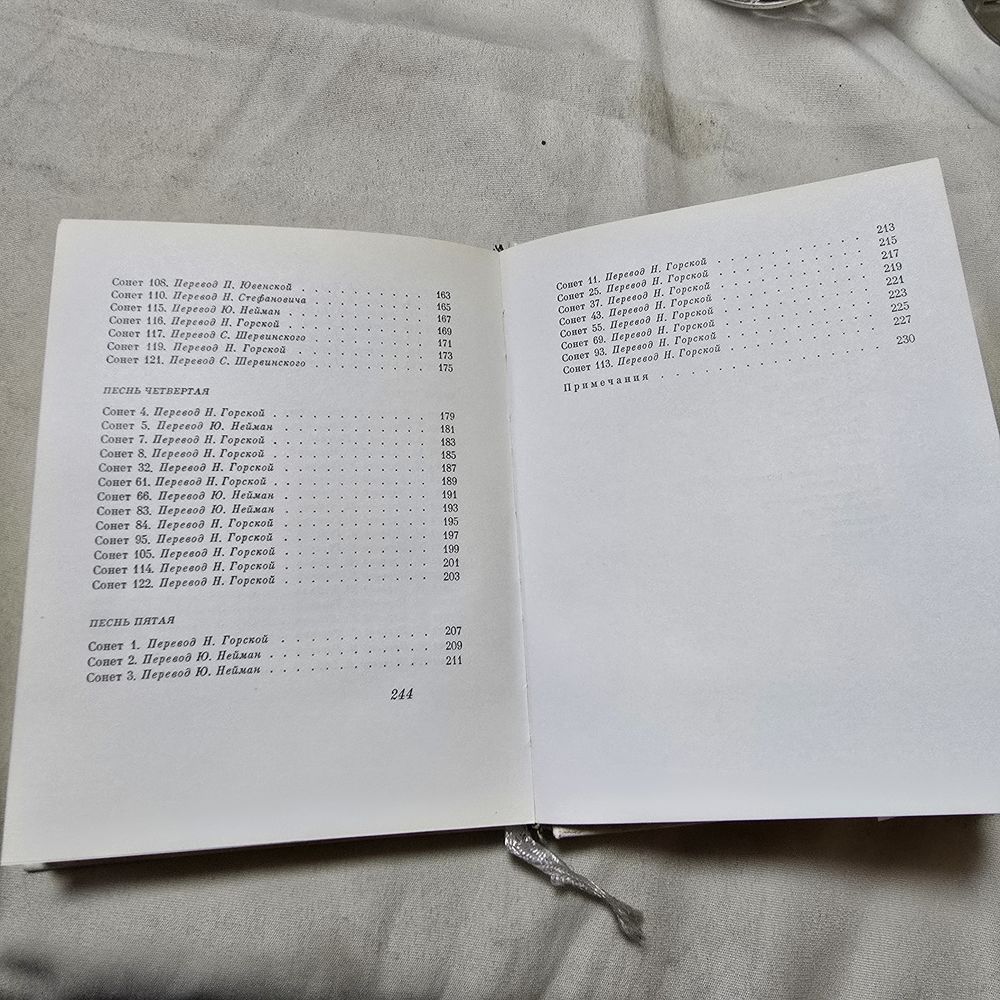 Сонет 108. Перевод П. Ювенской . . . . . . . . . 163
Сонет 110. Перевод Н. Стефановича . . . . . . . . 165
Сонет 115. Перевод Ю. Нейман . . . . . . . . . . 167
Сонет 116. Перевод Н. Горской . . . . . . . . . . 169
Сонет 117. Перевод С. Шервинского . . . . . . . . 171
Сонет 119. Перевод Н. Горской . . . . . . . . . . 173
Сонет 121. Перевод С. Шервинского . . . . . . . . 175
ПЕСНЬ ЧЕТВЕРТАЯ
Сонет 4. Перевод Н. Горской . . . . . . . . . . . 179
Сонет 5. Перевод Ю. Нейман . . . . . . . . . . . 181
Сонет 7. Перевод Н. Горской . . . . . . . . . . . 183
Сонет 8. Перевод Н. Горской . . . . . . . . . . . 185
Сонет 32. Перевод Н. Горской . . . . . . . . . . 187
Сонет 61. Перевод Н. Горской . . . . . . . . . . 189
Сонет 66. Перевод Ю. Нейман . . . . . . . . . . 191
Сонет 83. Перевод Ю. Нейман . . . . . . . . . . 193
Сонет 84. Перевод Н. Горской . . . . . . . . . . 195
Сонет 95. Перевод Н. Горской . . . . . . . . . . 197
Сонет 105. Перевод Н. Горской . . . . . . . . . . 199
Сонет 114. Перевод Н. Горской . . . . . . . . . . 201
Сонет 122. Перевод Н. Горской . . . . . . . . . . 203
ПЕСНЬ ПЯТАЯ
Сонет 1. Перевод Н. Горской . . . . . . . . . . 207
Сонет 2. Перевод Ю. Нейман . . . . . . . . . . 209
Сонет 3. Перевод Ю. Нейман . . . . . . . . . . 211
244
Сонет 11. Перевод Н. Горской . . . . . . . . . . 213
Сонет 25. Перевод Н. Горской . . . . . . . . . . 215
Сонет 37. Перевод Н. Горской . . . . . . . . . . 217
Сонет 43. Перевод Н. Горской . . . . . . . . . . 219
Сонет 55. Перевод Н. Горской . . . . . . . . . . 221
Сонет 69. Перевод Н. Горской . . . . . . . . . . 223
Сонет 93. Перевод Н. Горской . . . . . . . . . . 225
Сонет 113. Перевод Н. Горской . . . . . . . . . . 227
Примечания . . . . . . . . . . . . . . 230